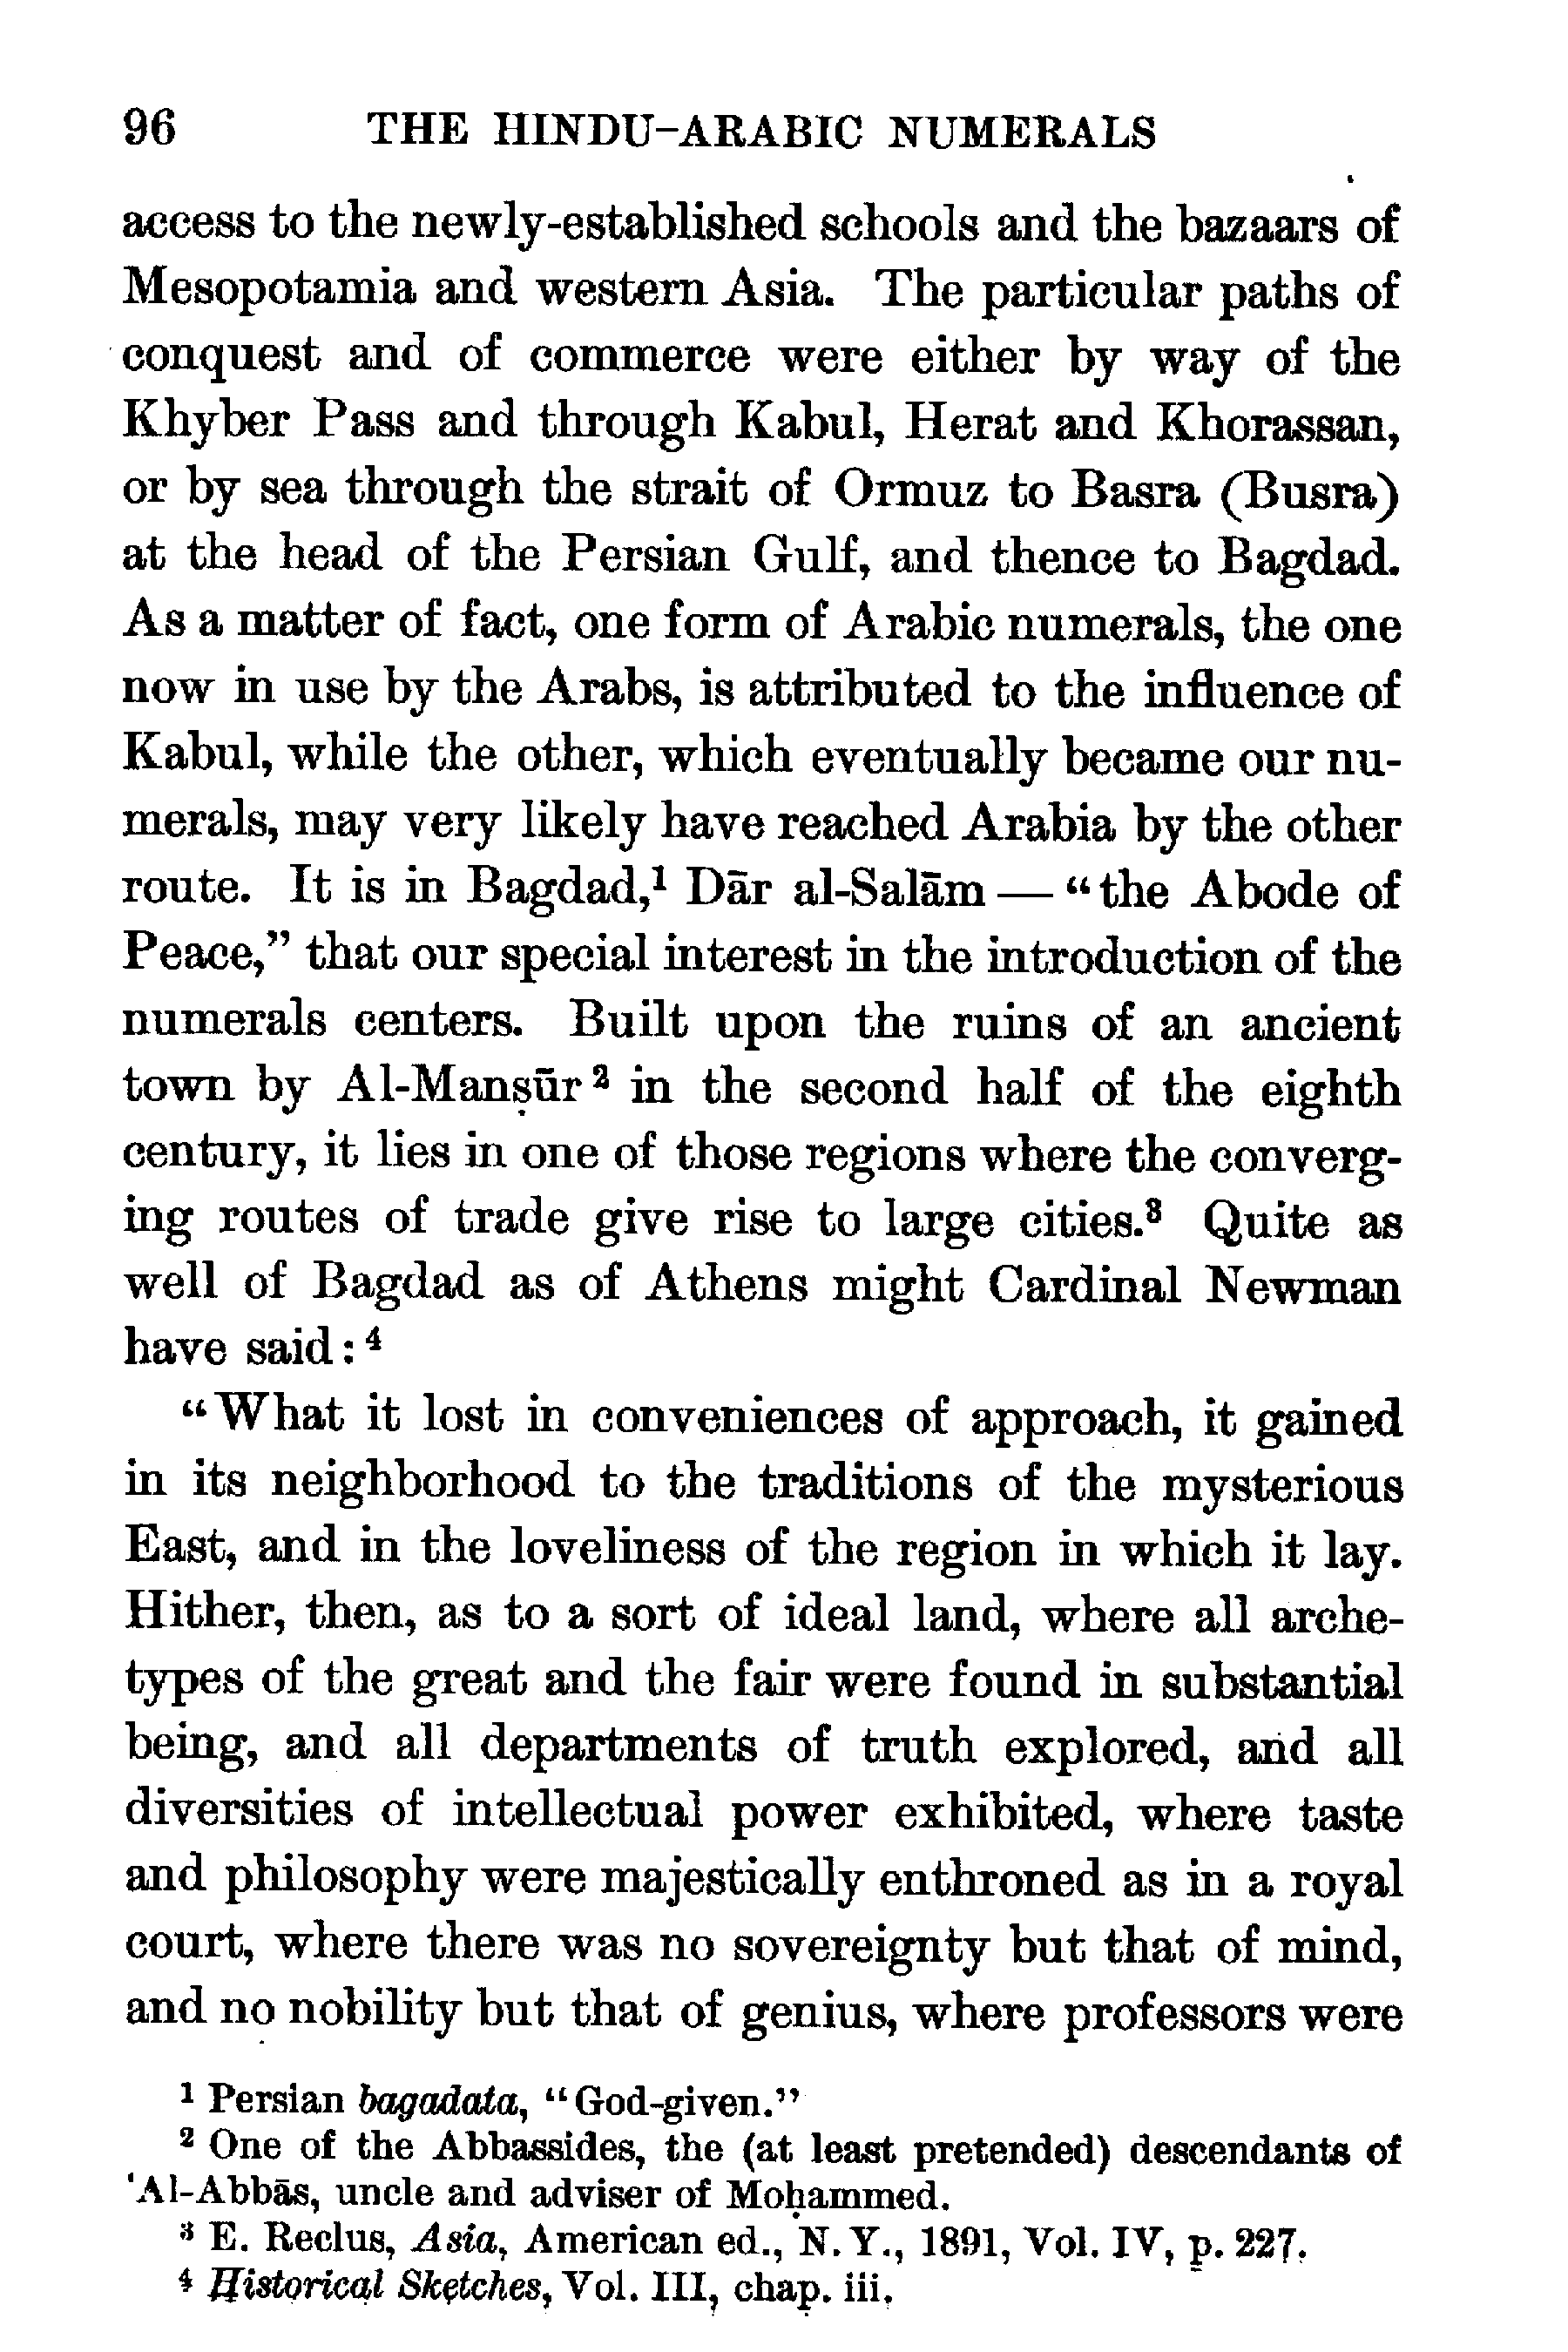 96 THE HINDU-ARABIC NUMERALS
access to the newly-established schools and the bazaars of
Mesopotamia and western Asia. The particular paths of
conquest and of commerce were either by way of the
Khyber Pass and through Kabul, Herat and Khorassan,
or by sea through the strait of Ormuz to Basra (Busra)
at the head of the Persian Gulf, and thence to Bagdad.
As a matter of fact, one form of Arabic numerals, the one
now in use by the Arabs, is attributed to the influence of
Kabul, while the other, which eventually became our nu-
merals, may very likely have reached Arabia by the other
route. It is in Bagdad,¹ Dār al-Salām — “the Abode of
Peace,” that our special interest in the introduction of the
numerals centers. Built upon the ruins of an ancient
town by Al-Manṣūr² in the second half of the eighth
century, it lies in one of those regions where the converg-
ing routes of trade give rise to large cities.³ Quite as
well of Bagdad as of Athens might Cardinal Newman
have said:⁴
“What it lost in conveniences of approach, it gained
in its neighborhood to the traditions of the mysterious
East, and in the loveliness of the region in which it lay.
Hither, then, as to a sort of ideal land, where all arche-
types of the great and the fair were found in substantial
being, and all departments of truth explored, and all
diversities of intellectual power exhibited, where taste
and philosophy were majestically enthroned as in a royal
court, where there was no sovereignty but that of mind,
and no nobility but that of genius, where professors were
¹ Persian bagadata, “God-given.”
² One of the Abbassides, the (at least pretended) descendants of
‘Al-Abbās, uncle and adviser of Moḥammed.
³ E. Reclus, Asia, American ed., N. Y., 1891, Vol. IV, p. 227.
⁴ Historical Sketches, Vol. III, chap. iii.